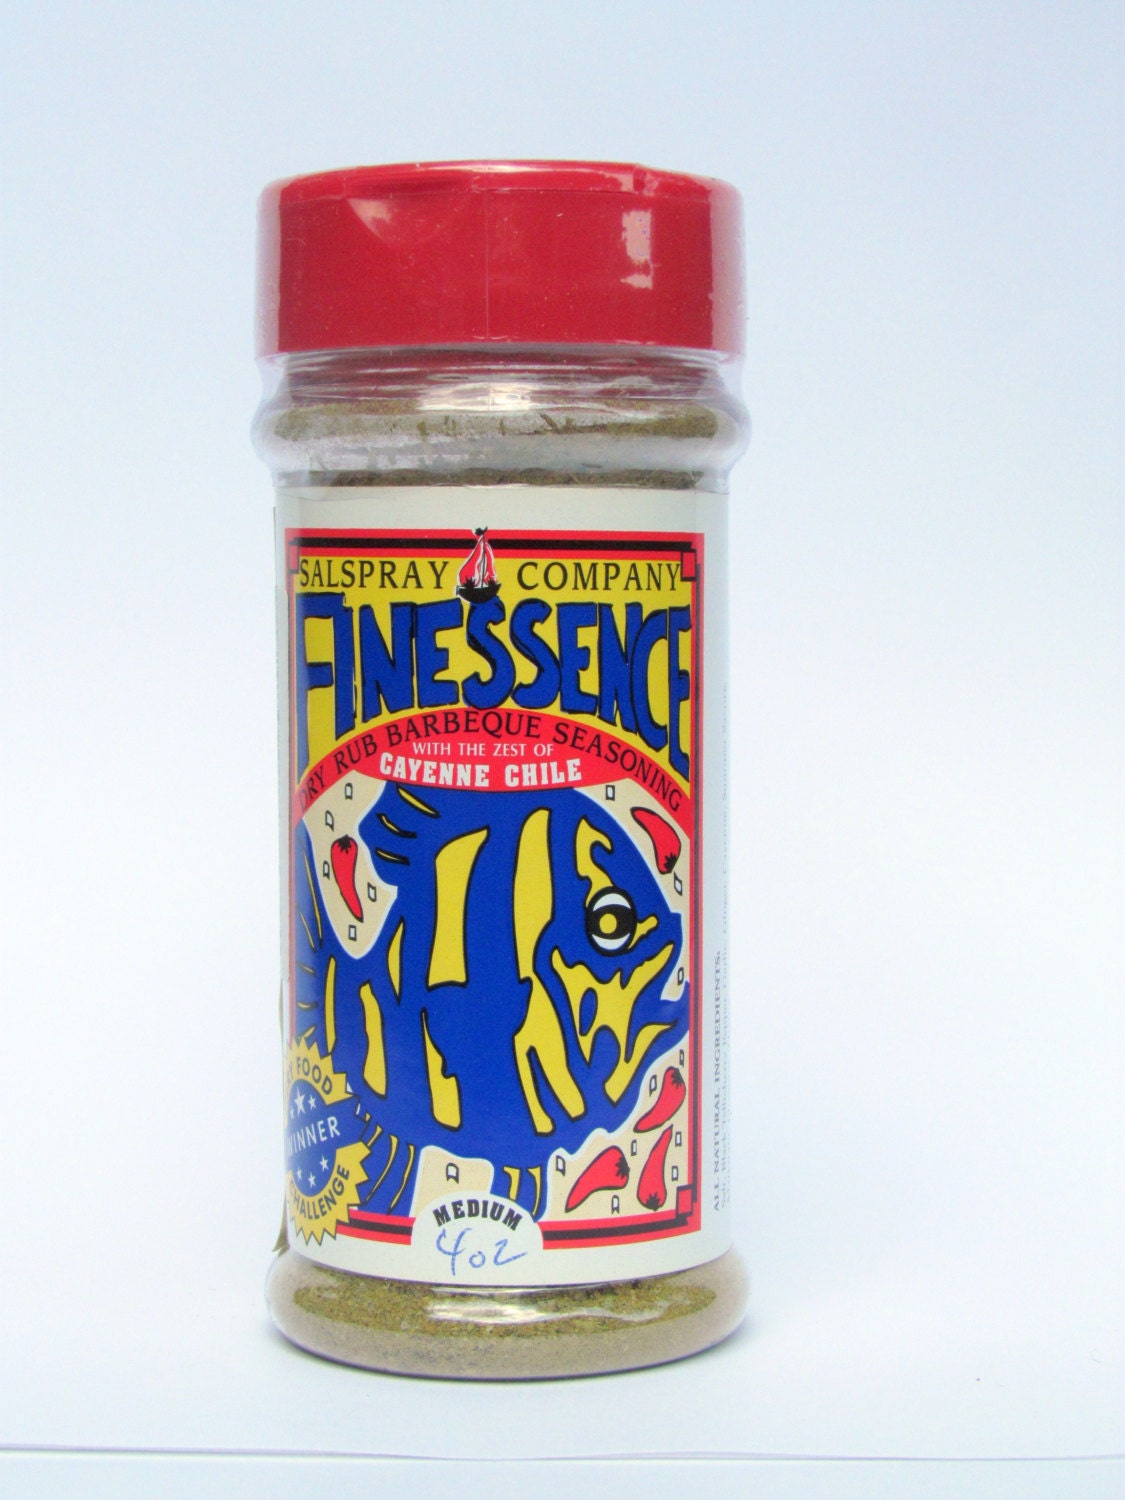 SALSPRAY COMPANY
FINESSENCE
DRY RUB BARBEQUE SEASONING
WITH THE ZEST OF
CAYENNE CHILE
FOOD
WINNER
CHALLENGE
MEDIUM
4oz
ALL NATURAL INGREDIENTS: